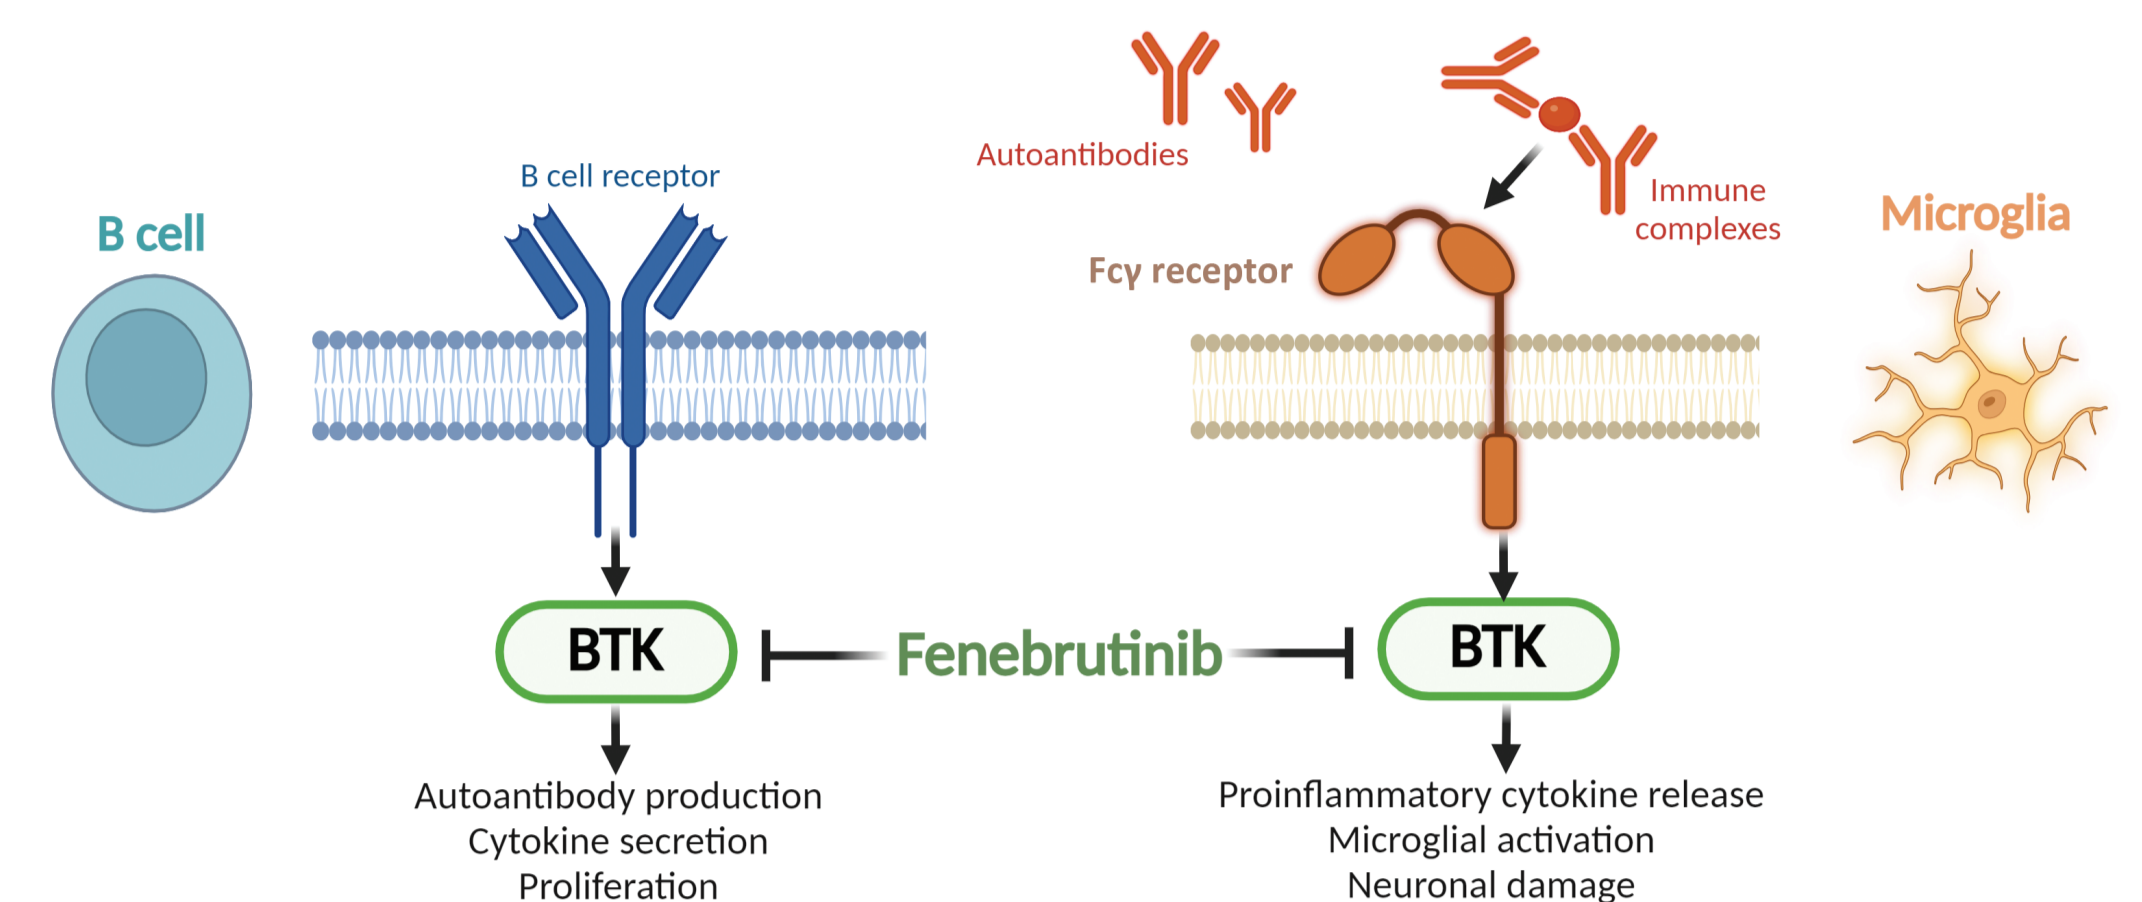 Autoantibodies
B cell receptor
Immune
complexes
B cell
Microglia
Fcγ receptor
BTK
Fenebrutinib
BTK
Autoantibody production
Cytokine secretion
Proliferation
Proinflammatory cytokine release
Microglial activation
Neuronal damage